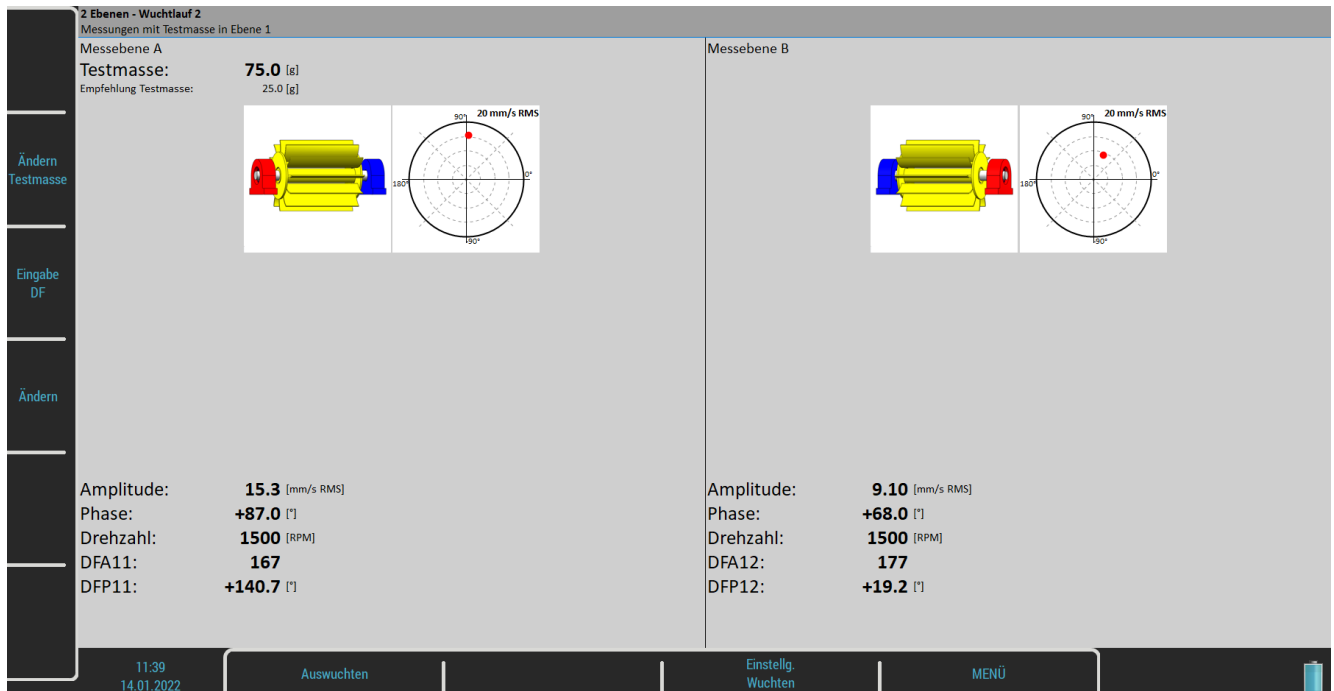 2 Ebenen - Wuchtlauf 2
Messungen mit Testmasse in Ebene 1
Messebene A
Testmasse: 75.0 [g]
Empfehlung Testmasse: 25.0 [g]
20 mm/s RMS
90°
180°
0°
-90°
Messebene B
20 mm/s RMS
90°
180°
0°
-90°
Ändern
Testmasse
Eingabe
DF
Ändern
Amplitude: 15.3 [mm/s RMS]
Phase: +87.0 [°]
Drehzahl: 1500 [RPM]
DFA11: 167
DFP11: +140.7 [°]
Amplitude: 9.10 [mm/s RMS]
Phase: +68.0 [°]
Drehzahl: 1500 [RPM]
DFA12: 177
DFP12: +19.2 [°]
11:39
14.01.2022
Auswuchten
Einstellg.
Wuchten
MENÜ